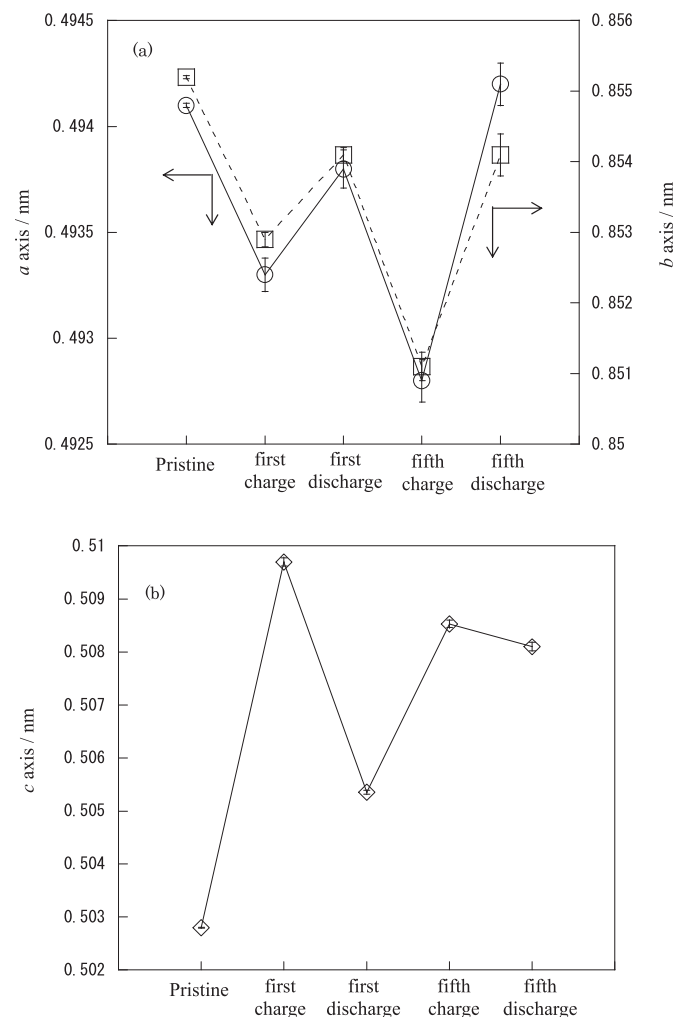 (a)
0.4945
0.494
0.4935
0.493
0.4925
a axis / nm
0.856
0.855
0.854
0.853
0.852
0.851
0.85
b axis / nm
Pristine
first
charge
first
discharge
fifth
charge
fifth
discharge
(b)
0.51
0.509
0.508
0.507
0.506
0.505
0.504
0.503
0.502
c axis / nm
Pristine
first
charge
first
discharge
fifth
charge
fifth
discharge